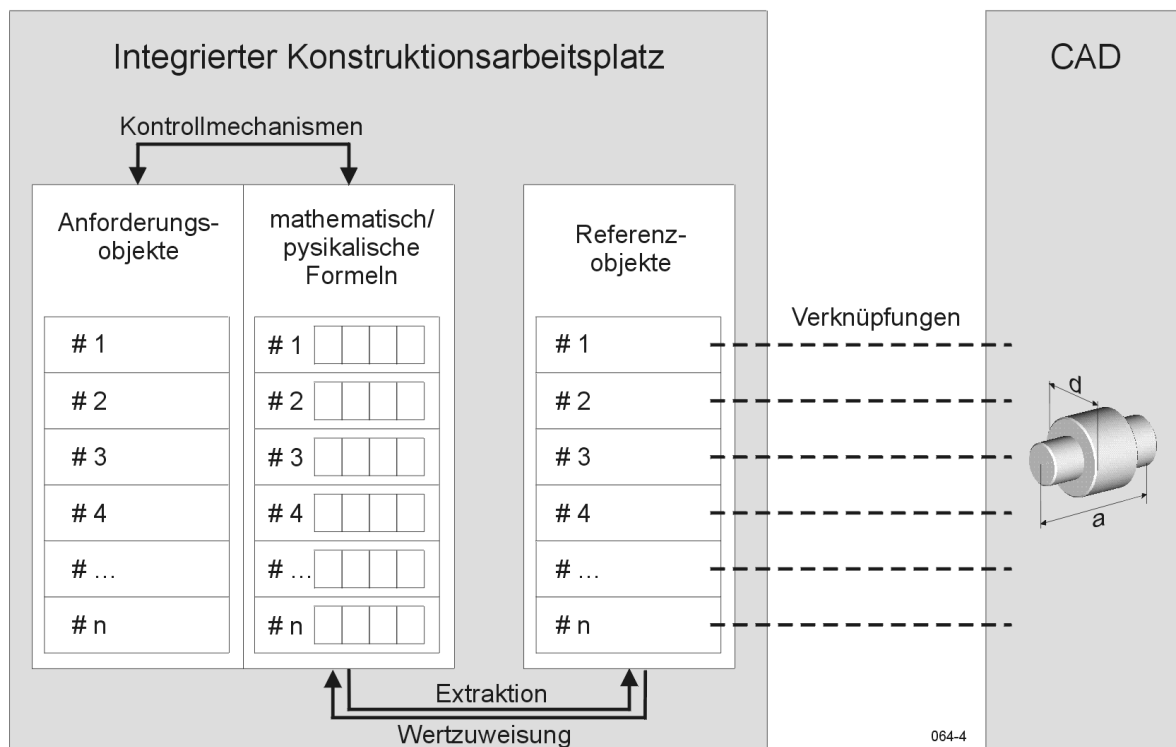 Integrierter Konstruktionsarbeitsplatz
Kontrollmechanismen
Anforderungs-
objekte
# 1
# 2
# 3
# 4
# ...
# n
mathematisch/
pysikalische
Formeln
# 1
# 2
# 3
# 4
# ...
# n
Referenz-
objekte
# 1
# 2
# 3
# 4
# ...
# n
Extraktion
Wertzuweisung
Verknüpfungen
CAD
d
a
064-4